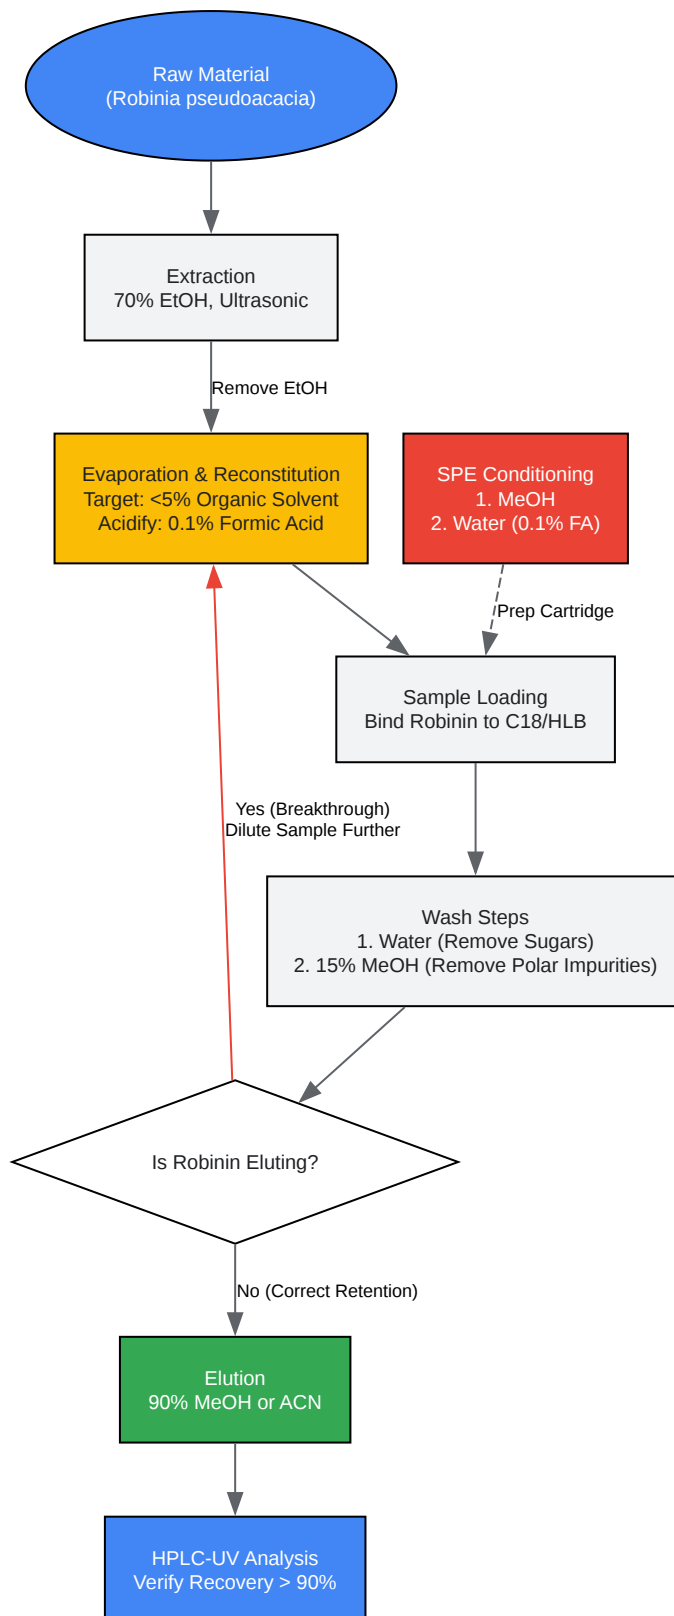 Raw Material
(Robinia pseudoacacia)
Extraction
70% EtOH, Ultrasonic
Remove EtOH
Evaporation & Reconstitution
Target: <5% Organic Solvent
Acidify: 0.1% Formic Acid
SPE Conditioning
1. MeOH
2. Water (0.1% FA)
Prep Cartridge
Sample Loading
Bind Robinin to C18/HLB
Yes (Breakthrough)
Dilute Sample Further
Wash Steps
1. Water (Remove Sugars)
2. 15% MeOH (Remove Polar Impurities)
Is Robinin Eluting?
No (Correct Retention)
Elution
90% MeOH or ACN
HPLC-UV Analysis
Verify Recovery > 90%